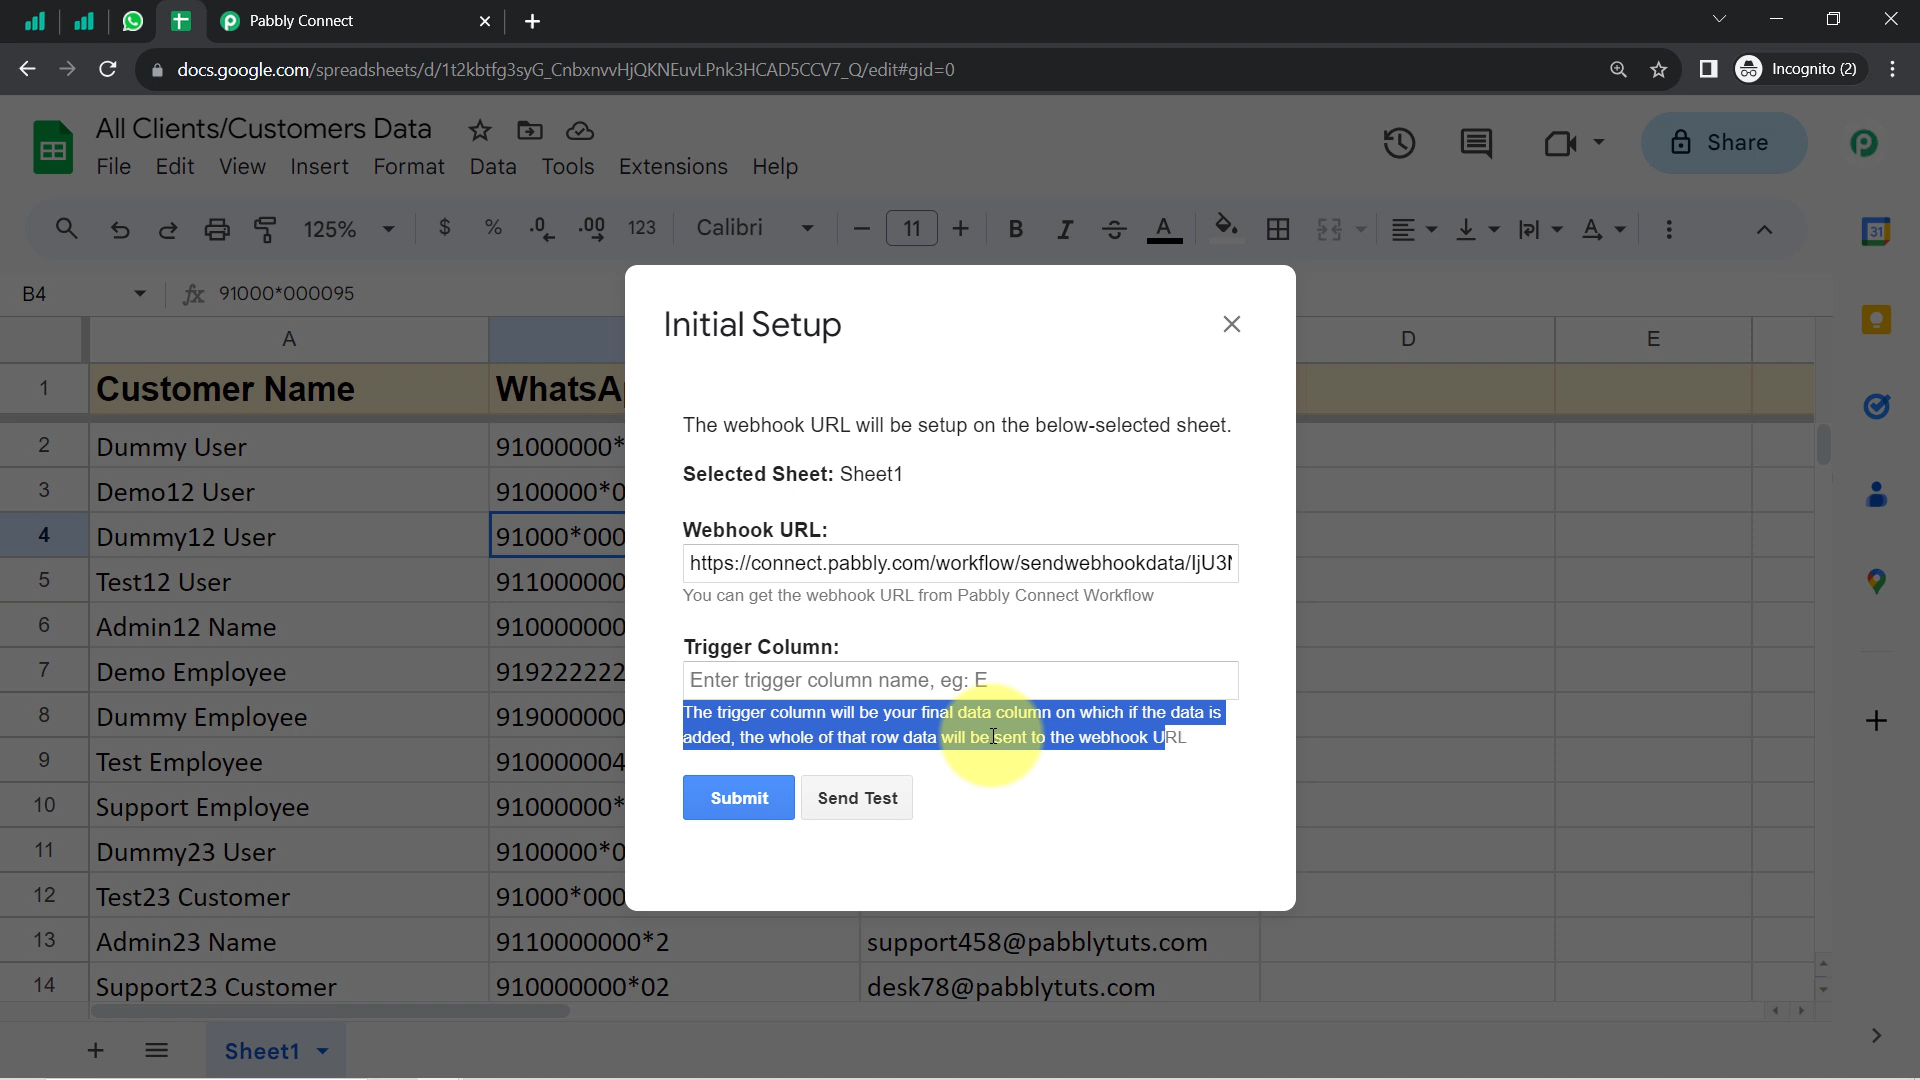 Pabbly Connect
docs.google.com/spreadsheets/d/1t2kbtfg3syG_CnbxnvvHjQKNEuvLPnk3HCAD5CCV7_Q/edit#gid=0
Incognito (2)
All Clients/Customers Data
File Edit View Insert Format Data Tools Extensions Help
Share
125% $ % .0 .00 123 Calibri 11 B I S A
31
B4 fx 91000*000095
A D E
1 Customer Name WhatsA
2 Dummy User 91000000*
3 Demo12 User 9100000*0
4 Dummy12 User 91000*000
5 Test12 User 911000000
6 Admin12 Name 910000000
7 Demo Employee 919222222
8 Dummy Employee 919000000
9 Test Employee 910000004
10 Support Employee 91000000*
11 Dummy23 User 9100000*0
12 Test23 Customer 91000*000
13 Admin23 Name 9110000000*2 support458@pabblytuts.com
14 Support23 Customer 910000000*02 desk78@pabblytuts.com
Sheet1
Initial Setup
The webhook URL will be setup on the below-selected sheet.
Selected Sheet: Sheet1
Webhook URL:
https://connect.pabbly.com/workflow/sendwebhookdata/IjU3
You can get the webhook URL from Pabbly Connect Workflow
Trigger Column:
Enter trigger column name, eg: E
The trigger column will be your final data column on which if the data is
added, the whole of that row data will be sent to the webhook URL
Submit Send Test